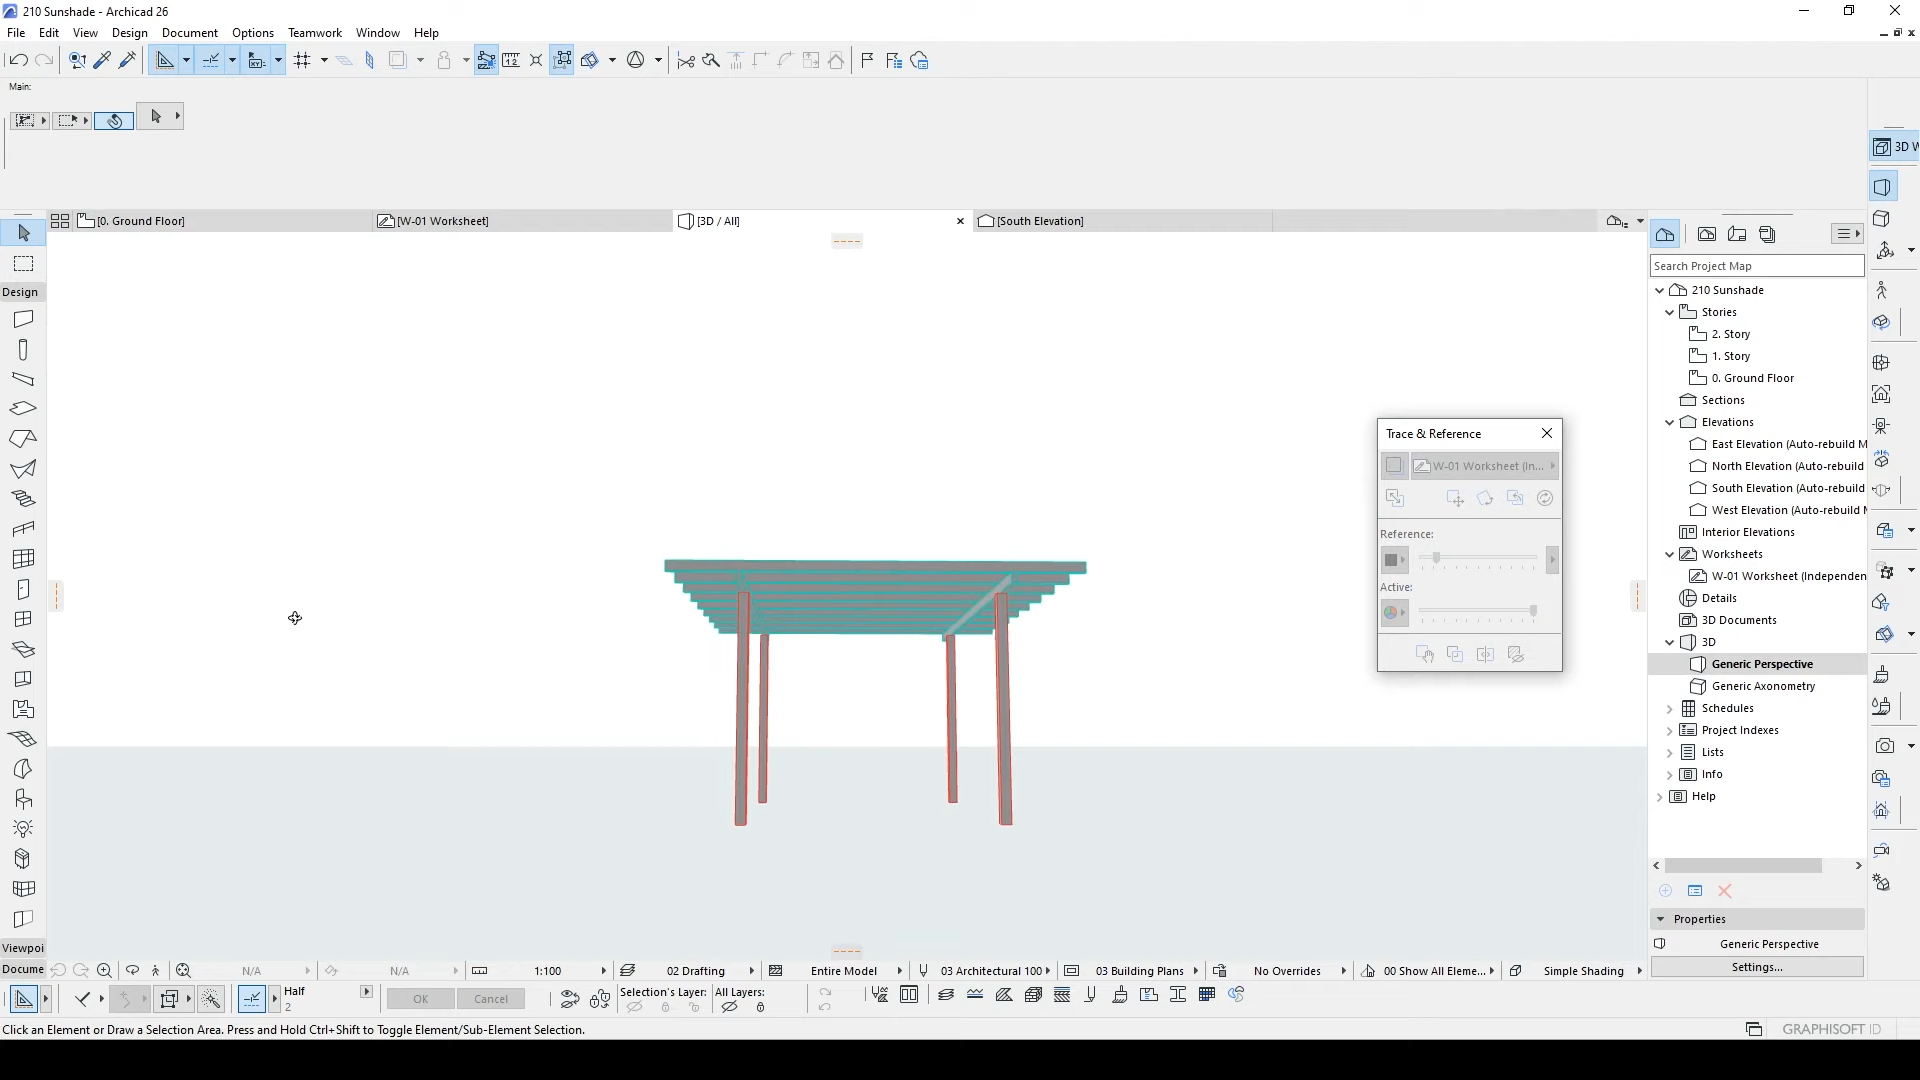 210 Sunshade - Archicad 26
File Edit View Design Document Options Teamwork Window Help
Main:
[0. Ground Floor] [W-01 Worksheet] [3D / All] [South Elevation]
3D
Design
Search Project Map
210 Sunshade
Stories
2. Story
1. Story
0. Ground Floor
Sections
Elevations
East Elevation (Auto-rebuild M
North Elevation (Auto-rebuild
South Elevation (Auto-rebuild
West Elevation (Auto-rebuild M
Interior Elevations
Worksheets
W-01 Worksheet (Independen
Details
3D Documents
3D
Generic Perspective
Generic Axonometry
Schedules
Project Indexes
Lists
Info
Help
Trace & Reference
W-01 Worksheet (In...
Reference:
Active:
Properties
Generic Perspective
Settings...
Viewpoi
Docume
N/A N/A 1:100 02 Drafting Entire Model 03 Architectural 100 03 Building Plans No Overrides 00 Show All Eleme... Simple Shading
Half
2
OK Cancel
Selection's Layer: All Layers:
Click an Element or Draw a Selection Area. Press and Hold Ctrl+Shift to Toggle Element/Sub-Element Selection.
GRAPHISOFT ID